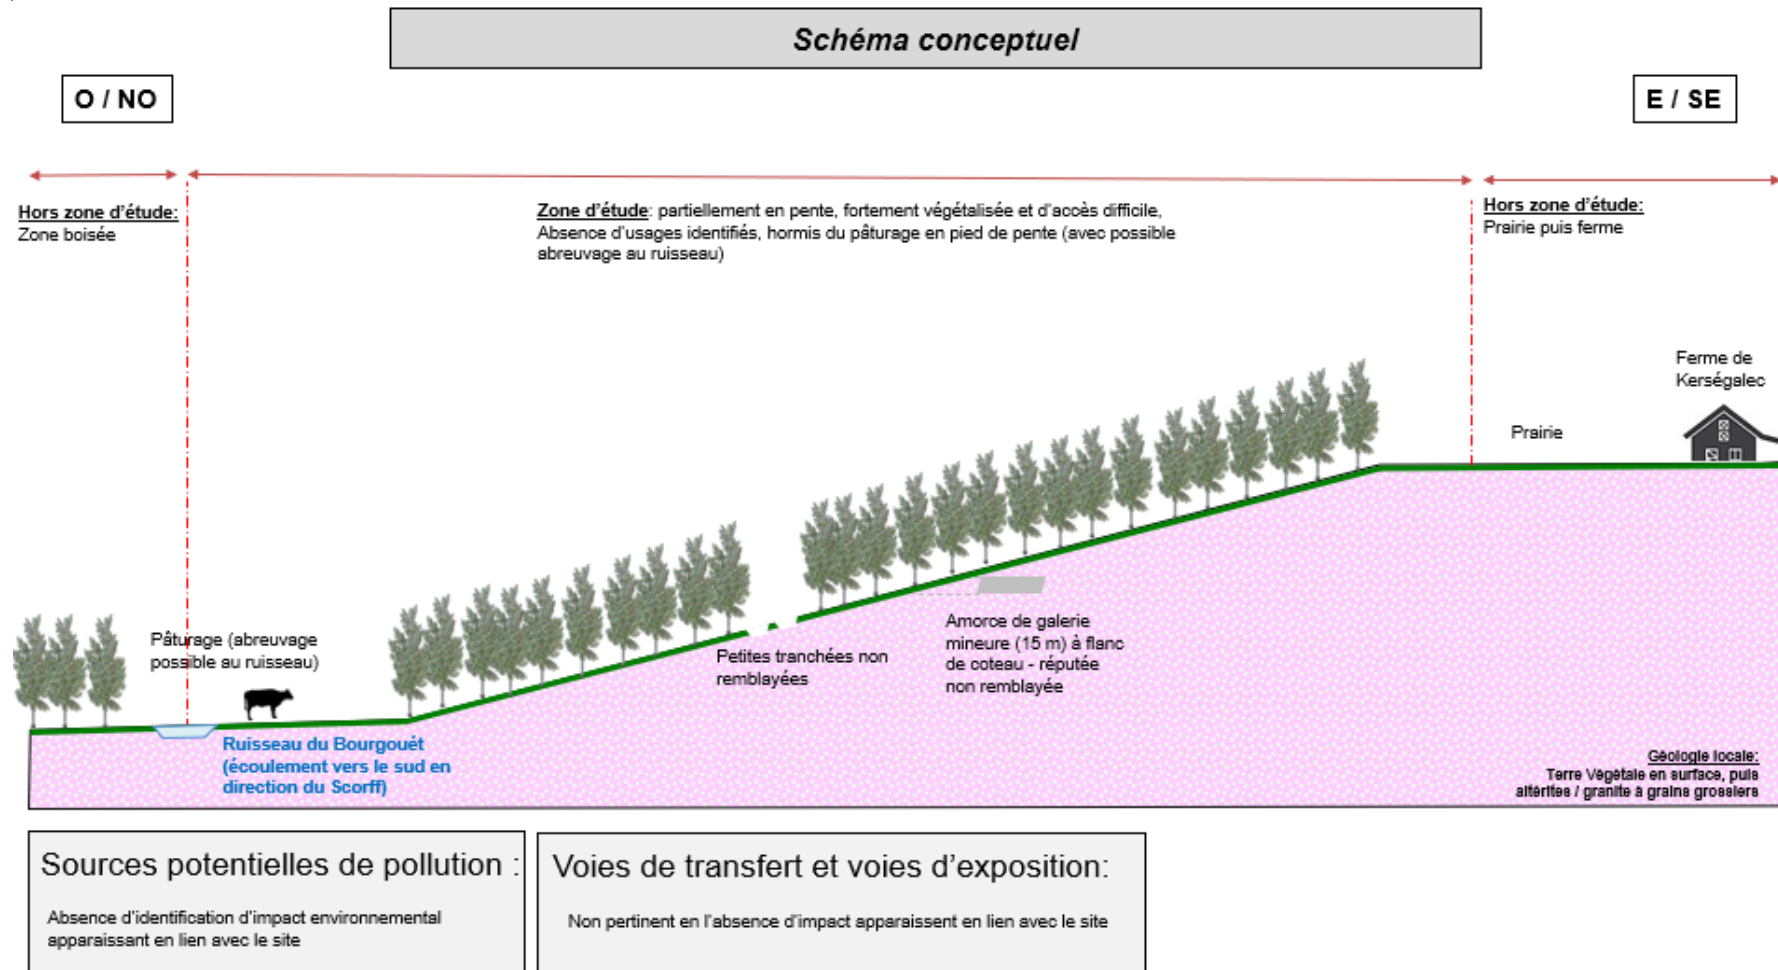 Schéma conceptuel
O / NO
E / SE
Hors zone d'étude:
Zone boisée
Zone d'étude: partiellement en pente, fortement végétalisée et d'accès difficile,
Absence d'usages identifiés, hormis du pâturage en pied de pente (avec possible
abreuvage au ruisseau)
Hors zone d'étude:
Prairie puis ferme
Ferme de
Kerségalec
Prairie
Pâturage (abreuvage
possible au ruisseau)
Petites tranchées non
remblayées
Amorce de galerie
mineure (15 m) à flanc
de coteau - réputée
non remblayée
Ruisseau du Bourgouét
(écoulement vers le sud en
direction du Scorff)
Géologie locale:
Terre Végétale en surface, puis
altérites / granite à grains grossiers
Sources potentielles de pollution :
Absence d'identification d'impact environnemental
apparaissant en lien avec le site
Voies de transfert et voies d'exposition:
Non pertinent en l'absence d'impact apparaissent en lien avec le site